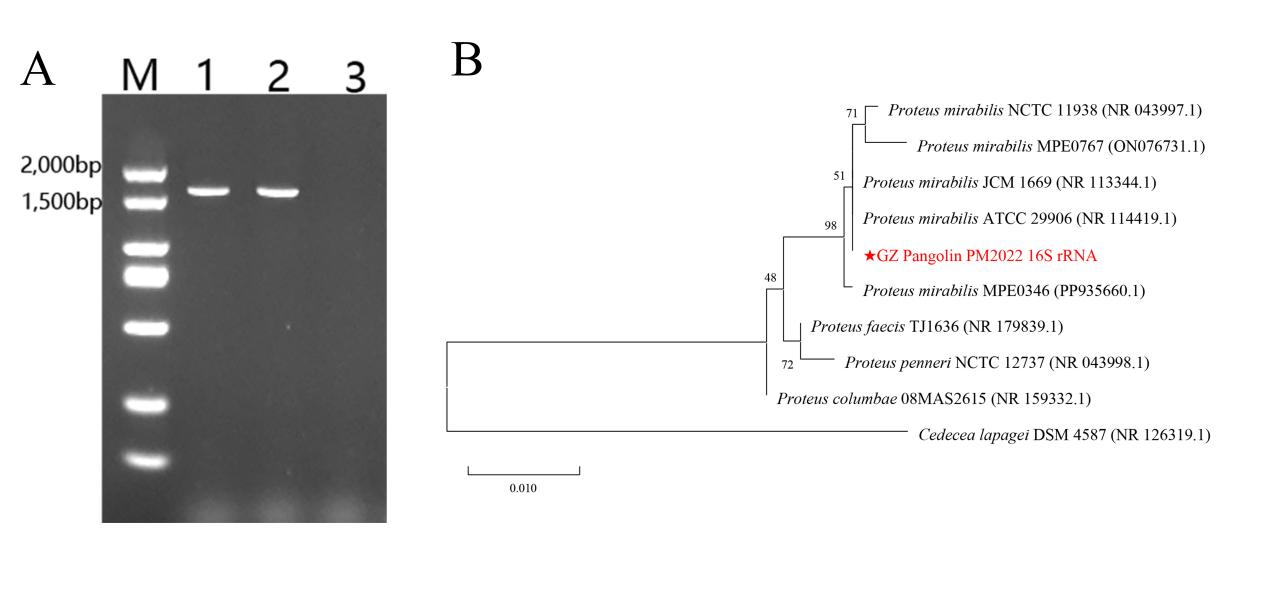 A
M 1 2 3
2,000bp
1,500bp
B
71
Proteus mirabilis NCTC 11938 (NR 043997.1)
Proteus mirabilis MPE0767 (ON076731.1)
51
Proteus mirabilis JCM 1669 (NR 113344.1)
98
Proteus mirabilis ATCC 29906 (NR 114419.1)
★GZ Pangolin PM2022 16S rRNA
48
Proteus mirabilis MPE0346 (PP935660.1)
Proteus faecis TJ1636 (NR 179839.1)
72
Proteus penneri NCTC 12737 (NR 043998.1)
Proteus columbae 08MAS2615 (NR 159332.1)
Cedecea lapagei DSM 4587 (NR 126319.1)
0.010